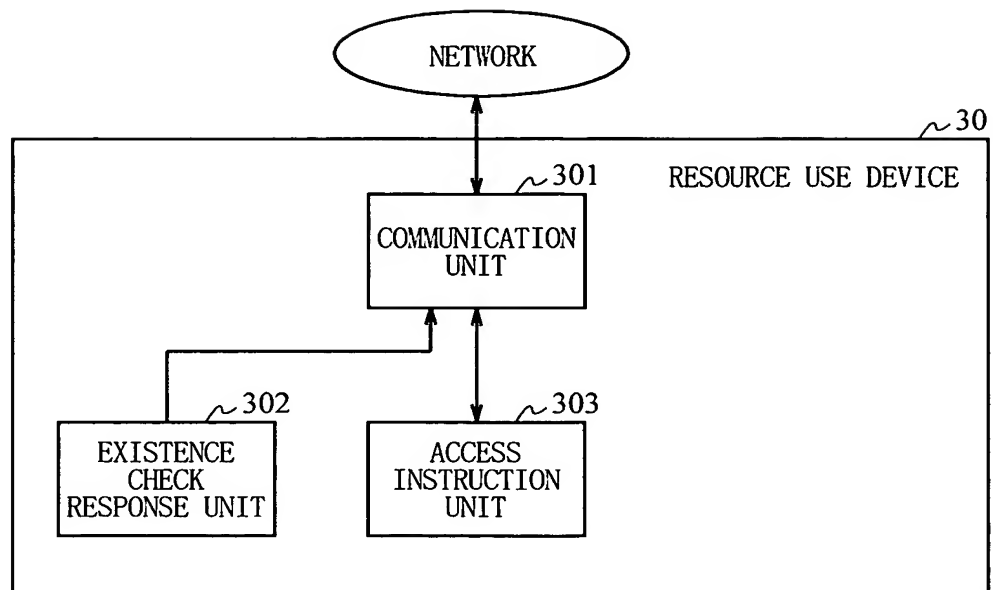 NETWORK
30
RESOURCE USE DEVICE
301
COMMUNICATION
UNIT
302
EXISTENCE
CHECK
RESPONSE UNIT
303
ACCESS
INSTRUCTION
UNIT